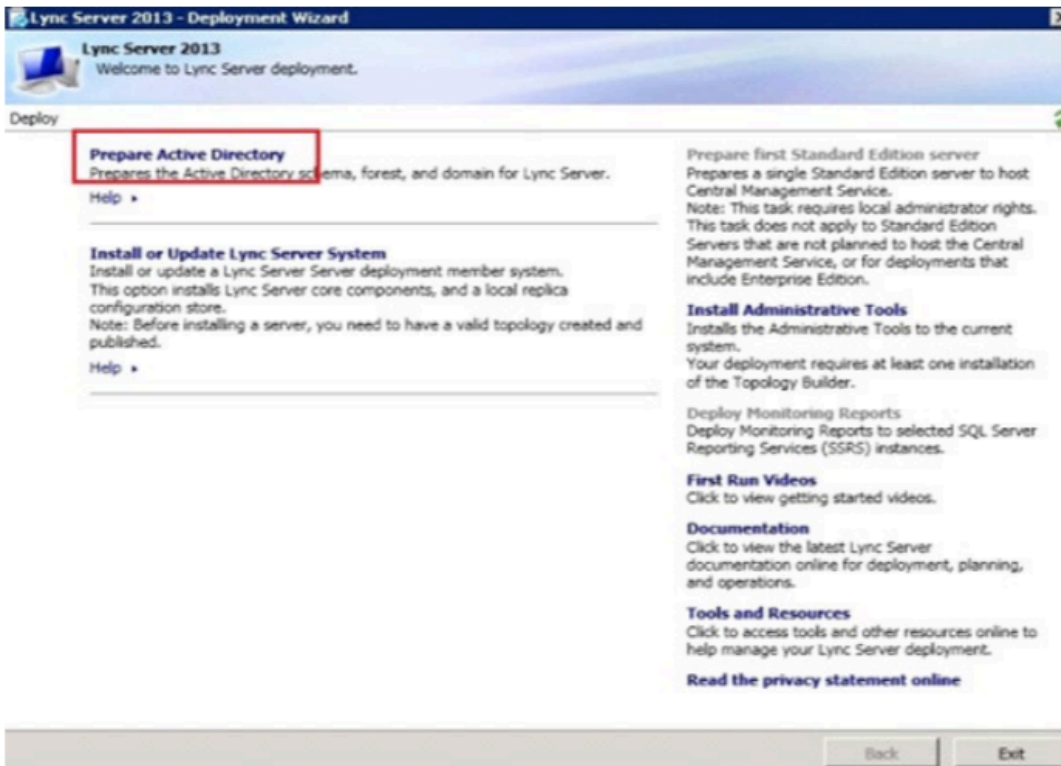 Lync Server 2013 - Deployment Wizard
Lync Server 2013
Welcome to Lync Server deployment.
Deploy
Prepare Active Directory
Prepares the Active Directory schema, forest, and domain for Lync Server.
Help
Install or Update Lync Server System
Install or update a Lync Server Server deployment member system.
This option installs Lync Server core components, and a local replica
configuration store.
Note: Before installing a server, you need to have a valid topology created and
published.
Help
Prepare first Standard Edition server
Prepares a single Standard Edition server to host
Central Management Service.
Note: This task requires local administrator rights.
This task does not apply to Standard Edition
Servers that are not planned to host the Central
Management Service, or for deployments that
include Enterprise Edition.
Install Administrative Tools
Installs the Administrative Tools to the current
system.
Your deployment requires at least one installation
of the Topology Builder.
Deploy Monitoring Reports
Deploy Monitoring Reports to selected SQL Server
Reporting Services (SSRS) instances.
First Run Videos
Click to view getting started videos.
Documentation
Click to view the latest Lync Server
documentation online for deployment, planning,
and operations.
Tools and Resources
Click to access tools and other resources online to
help manage your Lync Server deployment.
Read the privacy statement online
Back
Exit